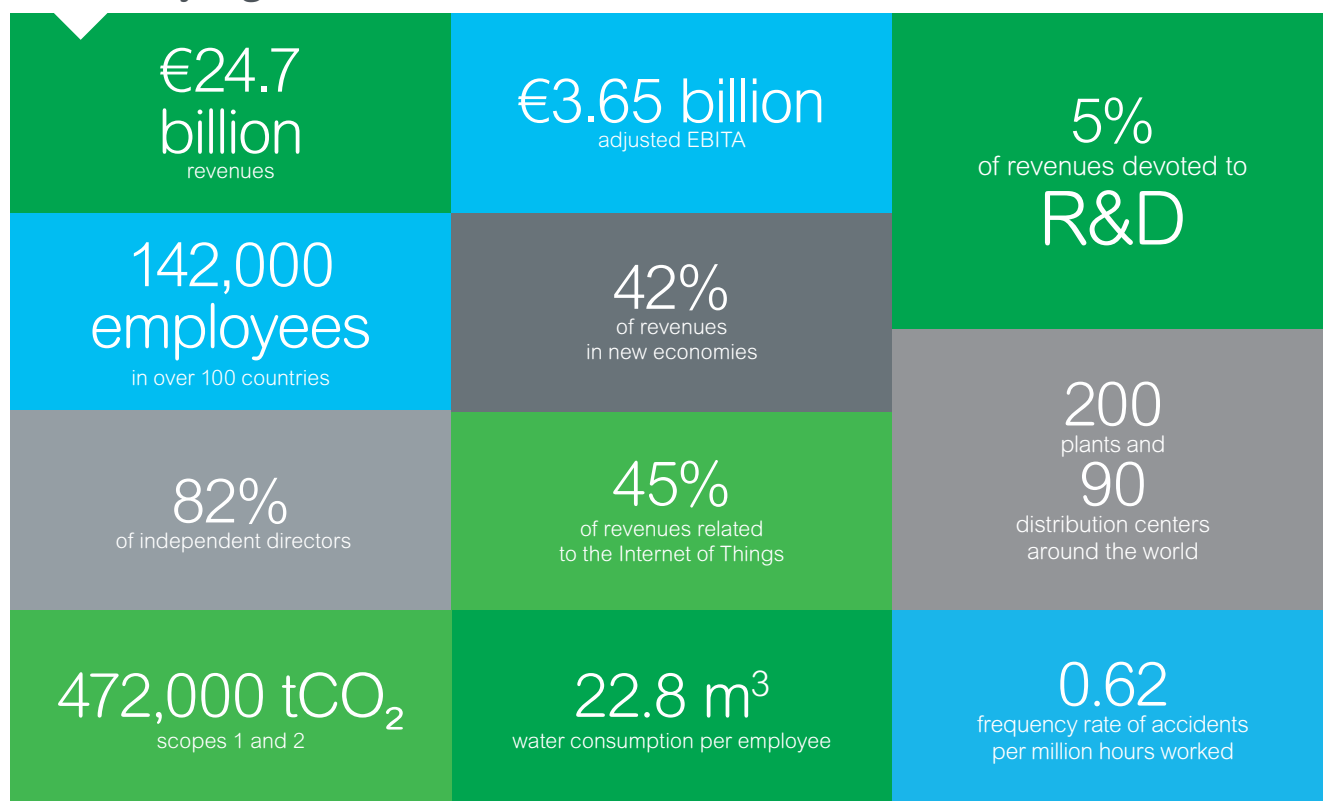 €24.7
billion
revenues
€3.65 billion
adjusted EBITA
5%
of revenues devoted to
R&D
142,000
employees
in over 100 countries
42%
of revenues
in new economies
200
plants and
90
distribution centers
around the world
82%
of independent directors
45%
of revenues related
to the Internet of Things
472,000 tCO₂
scopes 1 and 2
22.8 m³
water consumption per employee
0.62
frequency rate of accidents
per million hours worked